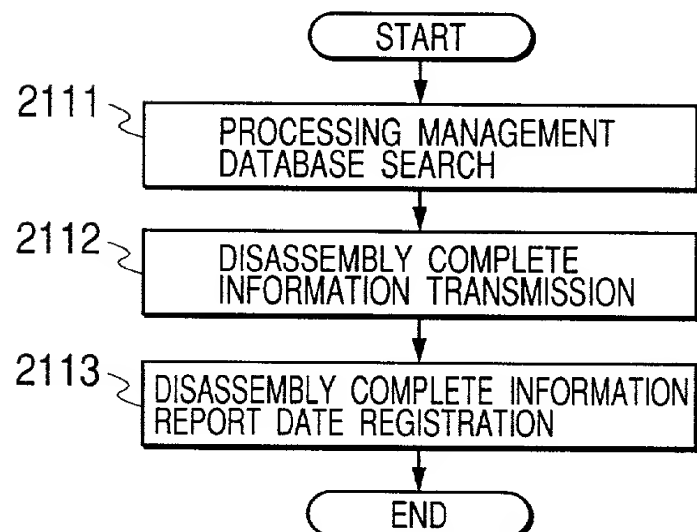 START
2111
PROCESSING MANAGEMENT
DATABASE SEARCH
2112
DISASSEMBLY COMPLETE
INFORMATION TRANSMISSION
2113
DISASSEMBLY COMPLETE INFORMATION
REPORT DATE REGISTRATION
END